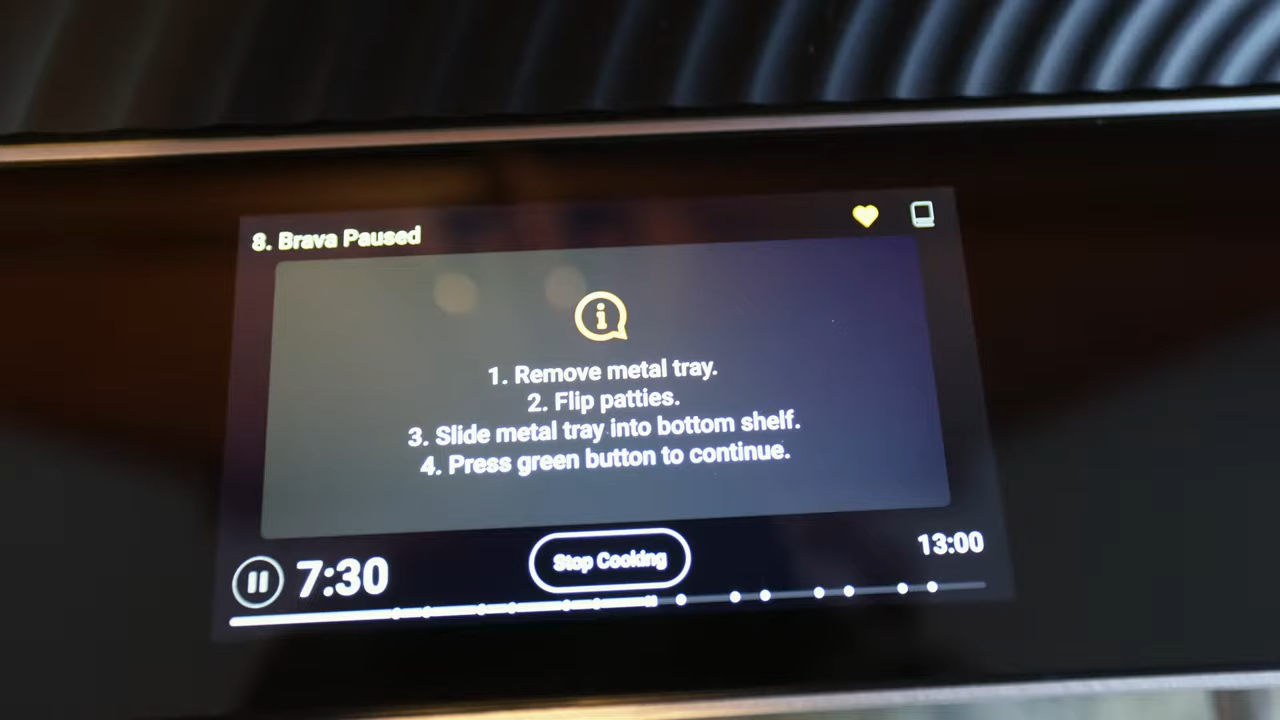 8. Brava Paused
1. Remove metal tray.
2. Flip patties.
3. Slide metal tray into bottom shelf.
4. Press green button to continue.
7:30
Stop Cooking
13:00